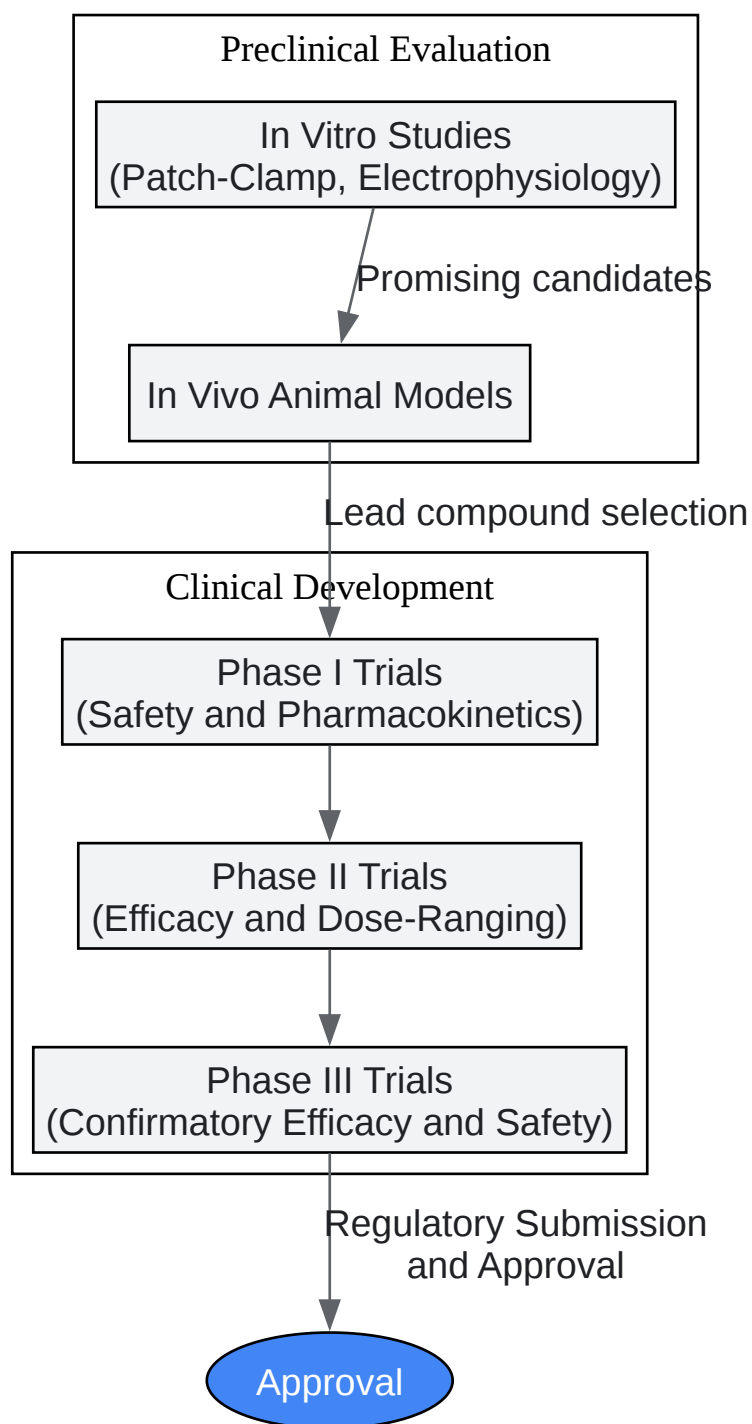 Preclinical Evaluation
In Vitro Studies
(Patch-Clamp, Electrophysiology)
Promising candidates
In Vivo Animal Models
Lead compound selection
Clinical Development
Phase I Trials
(Safety and Pharmacokinetics)
Phase II Trials
(Efficacy and Dose-Ranging)
Phase III Trials
(Confirmatory Efficacy and Safety)
Regulatory Submission
and Approval
Approval